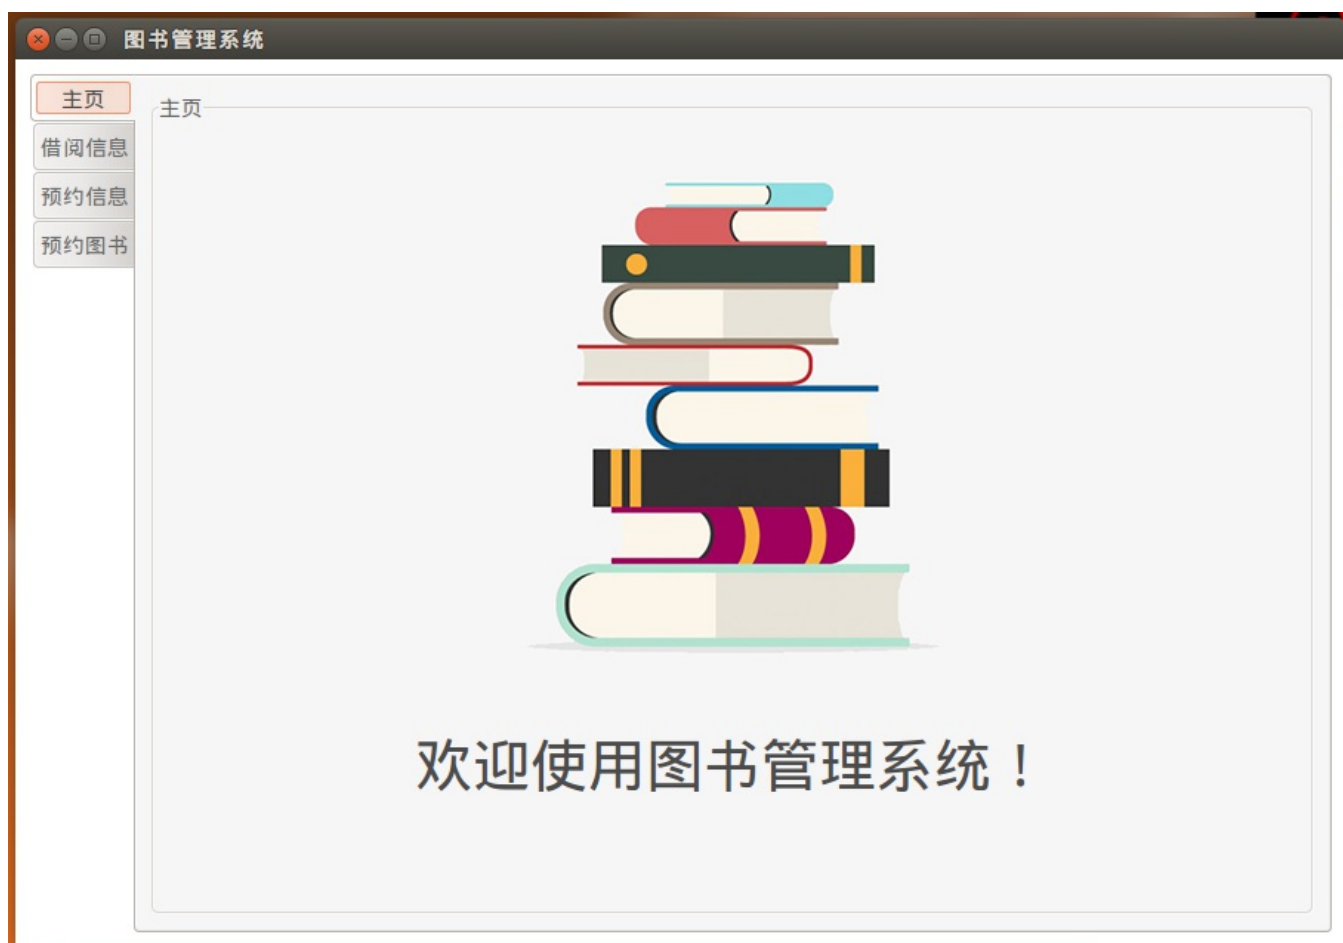 图书管理系统
主页
借阅信息
预约信息
预约图书
主页
欢迎使用图书管理系统！